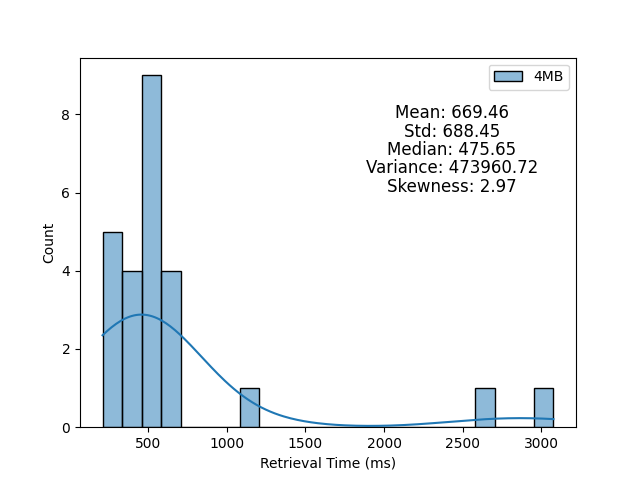 4MB
Mean: 669.46
Std: 688.45
Median: 475.65
Variance: 473960.72
Skewness: 2.97
Count
8
6
4
2
0
500
1000
1500
2000
2500
3000
Retrieval Time (ms)